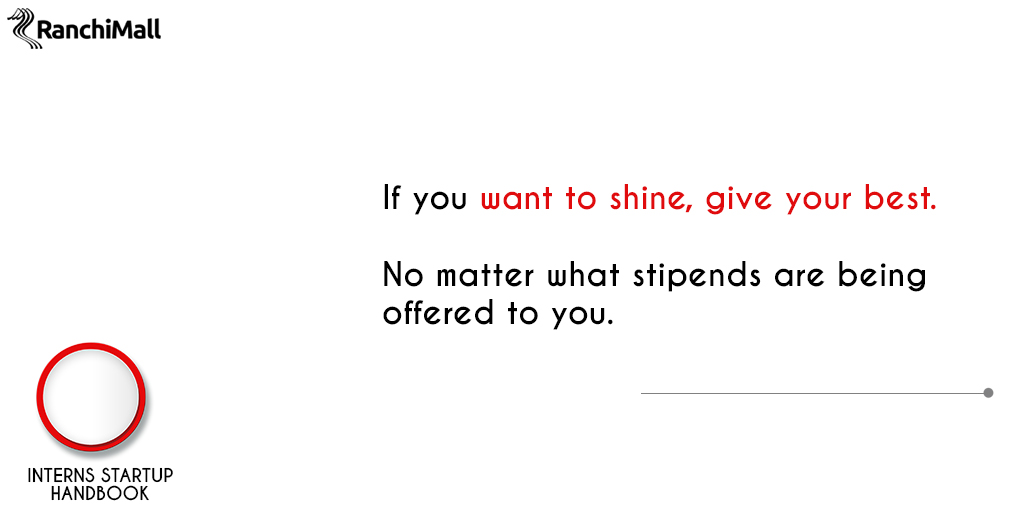 RanchiMall
If you want to shine, give your best.
No matter what stipends are being
offered to you.
INTERNS STARTUP
HANDBOOK